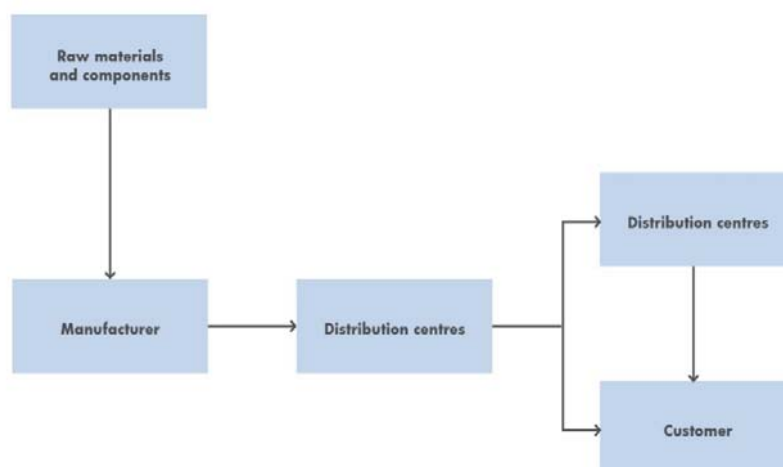 Raw materials
and components
Distribution centres
Manufacturer
Distribution centres
Customer